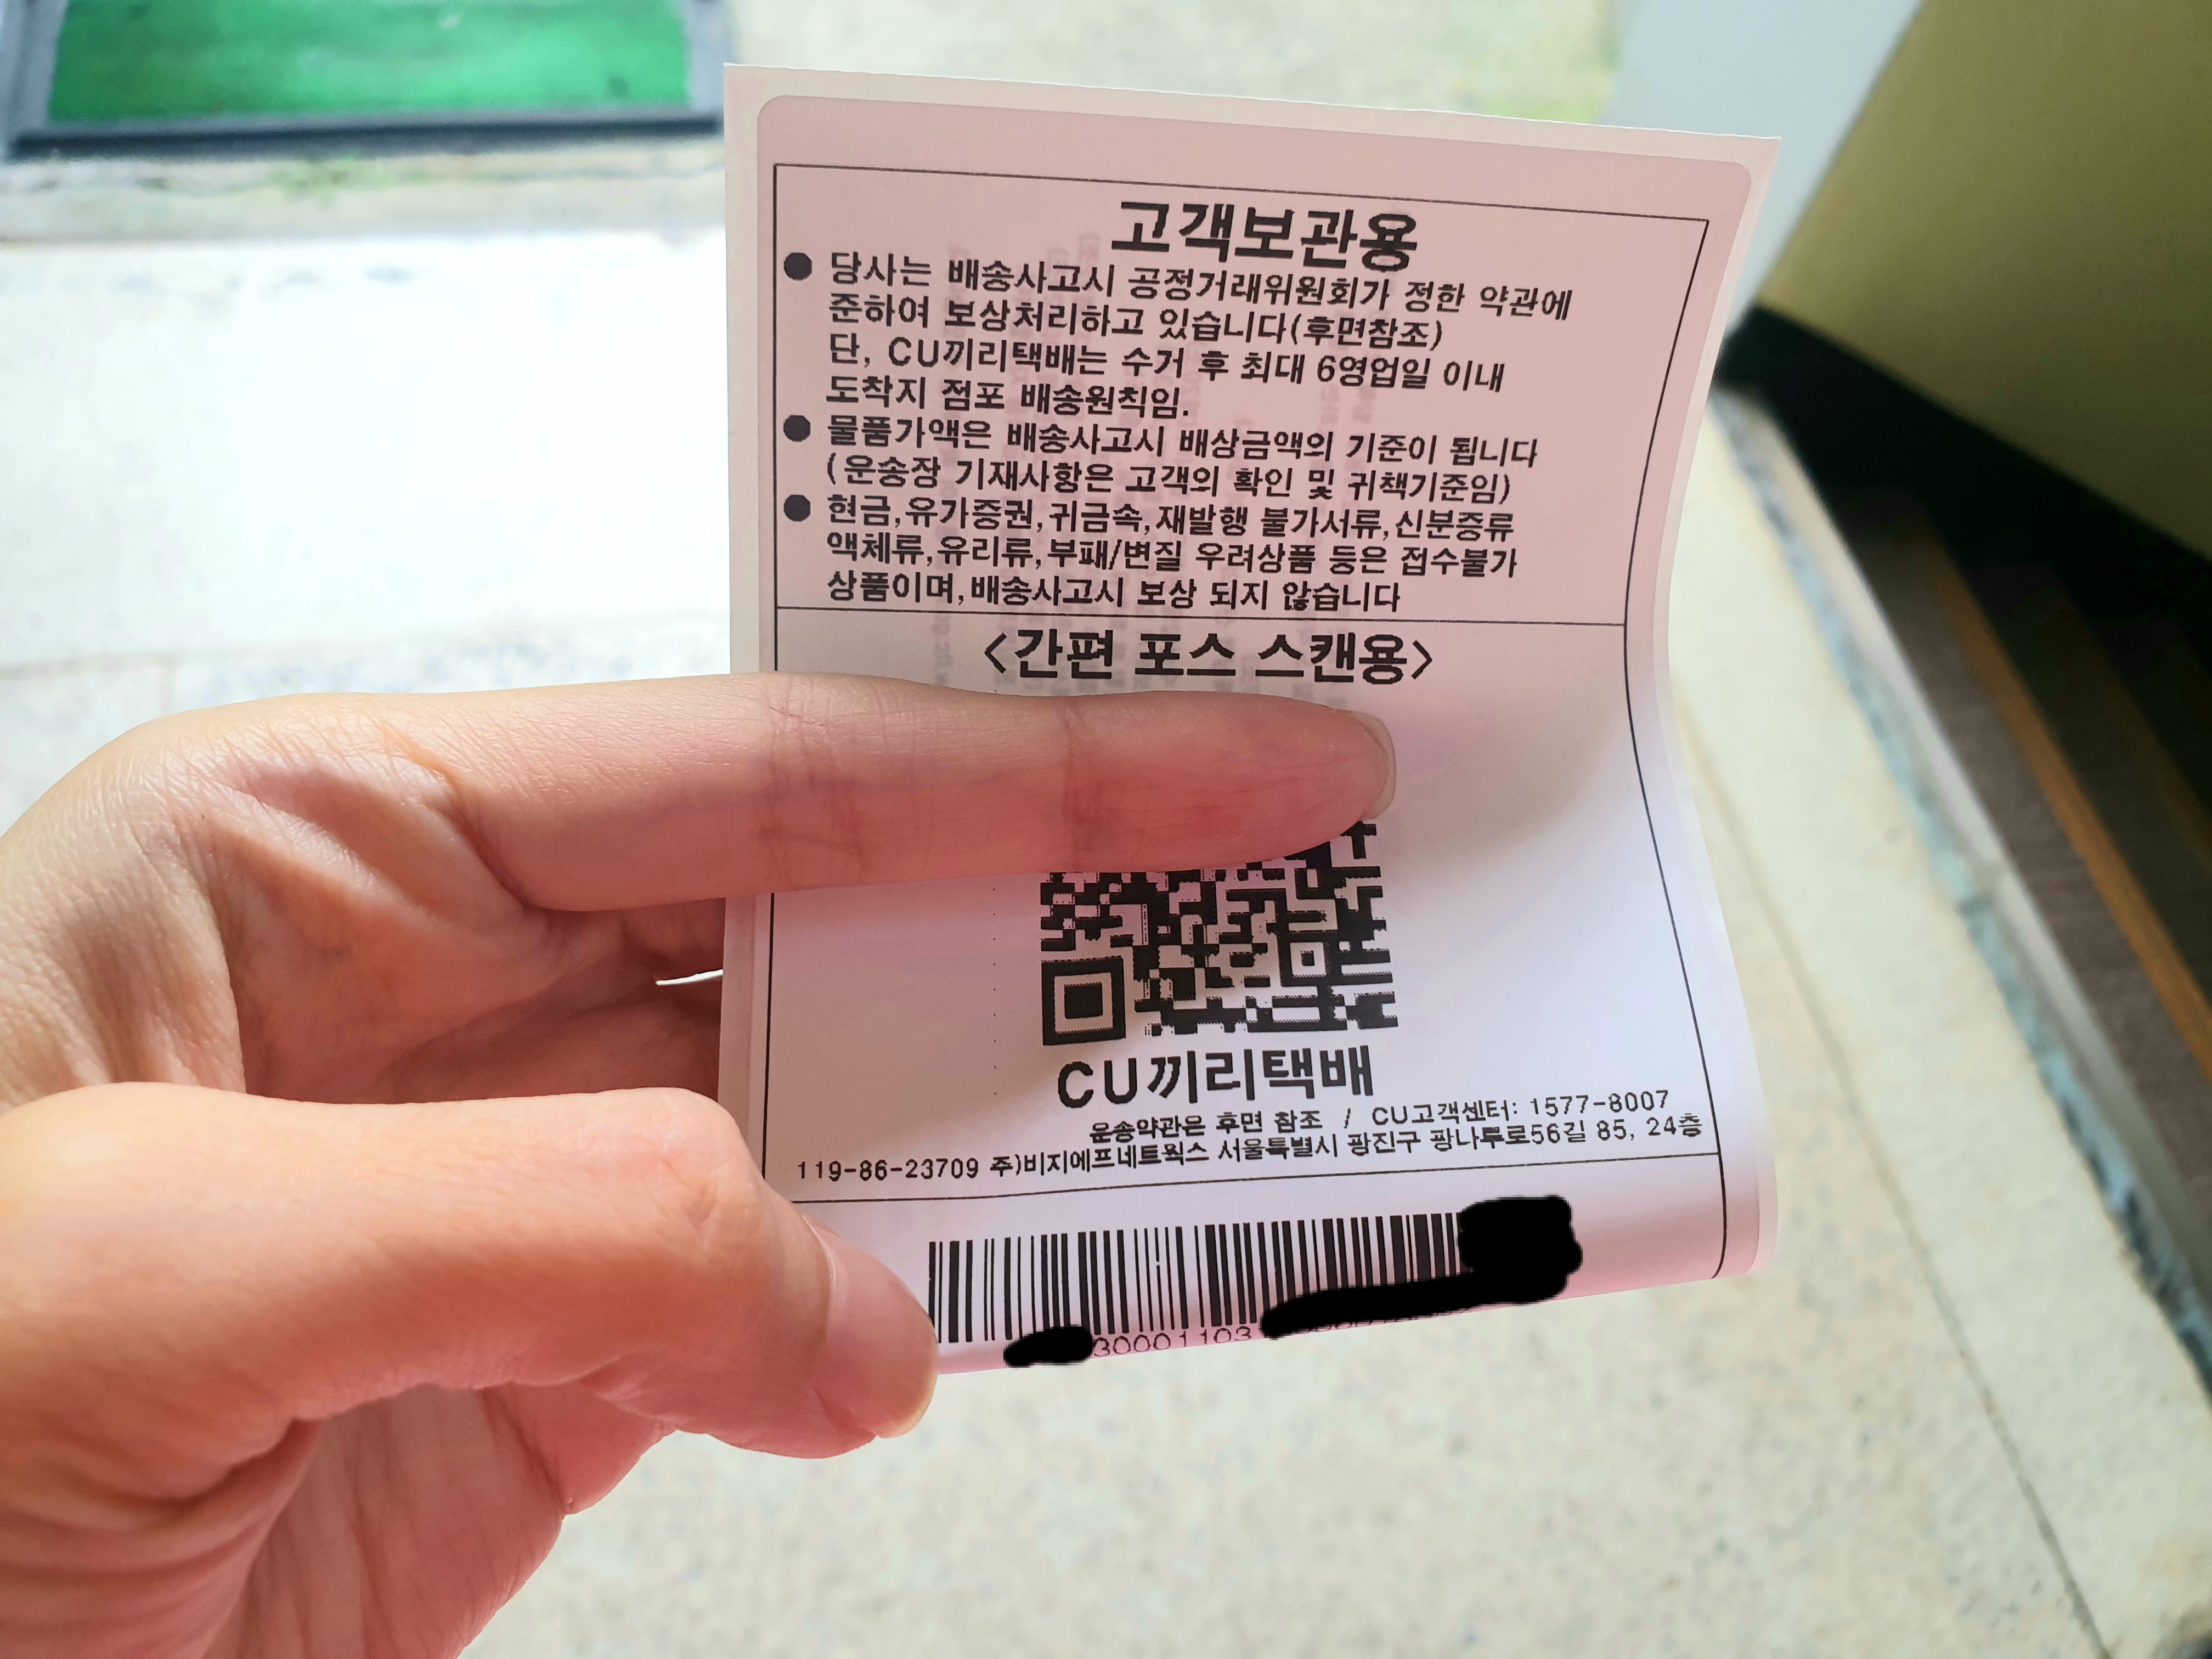 고객보관용
● 당사는 배송사고시 공정거래위원회가 정한 약관에
준하여 보상처리하고 있습니다(후면참조)
단, CU끼리택배는 수거 후 최대 6영업일 이내
도착지 점포 배송원칙임.
● 물품가액은 배송사고시 배상금액의 기준이 됩니다
(운송장 기재사항은 고객의 확인 및 귀책기준임)
● 현금,유가증권,귀금속,재발행 불가서류,신분증류
액체류,유리류,부패/변질 우려상품 등은 접수불가
상품이며,배송사고시 보상 되지 않습니다
<간편 포스 스캔용>
CU끼리택배
운송약관은 후면 참조 / CU고객센터: 1577-8007
119-86-23709 주)비지에프네트웍스 서울특별시 광진구 광나루로56길 85, 24층
30001103